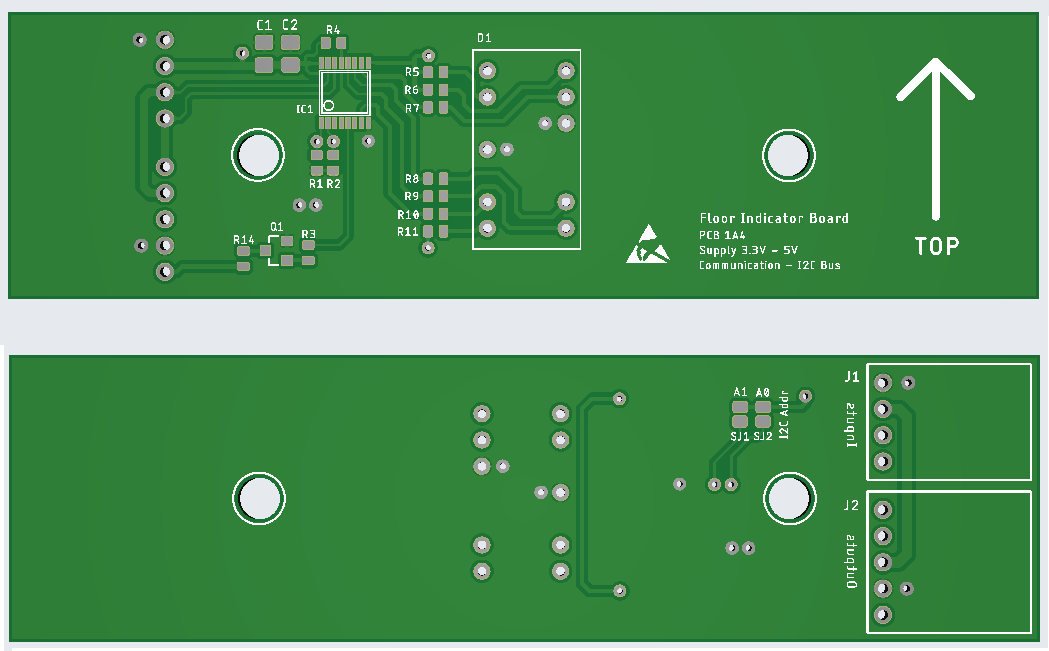 C1 C2
R4
D1
R5
R6
R7
IC1
R1 R2
R8
R9
R10
R11
Q1
R14
R3
Floor Indicator Board
PCB 1A4
Supply 3.3V - 5V
Communication - I2C Bus
TOP
J1
Inputs
A1 A0
I2C Addr
SJ1 SJ2
J2
Outputs